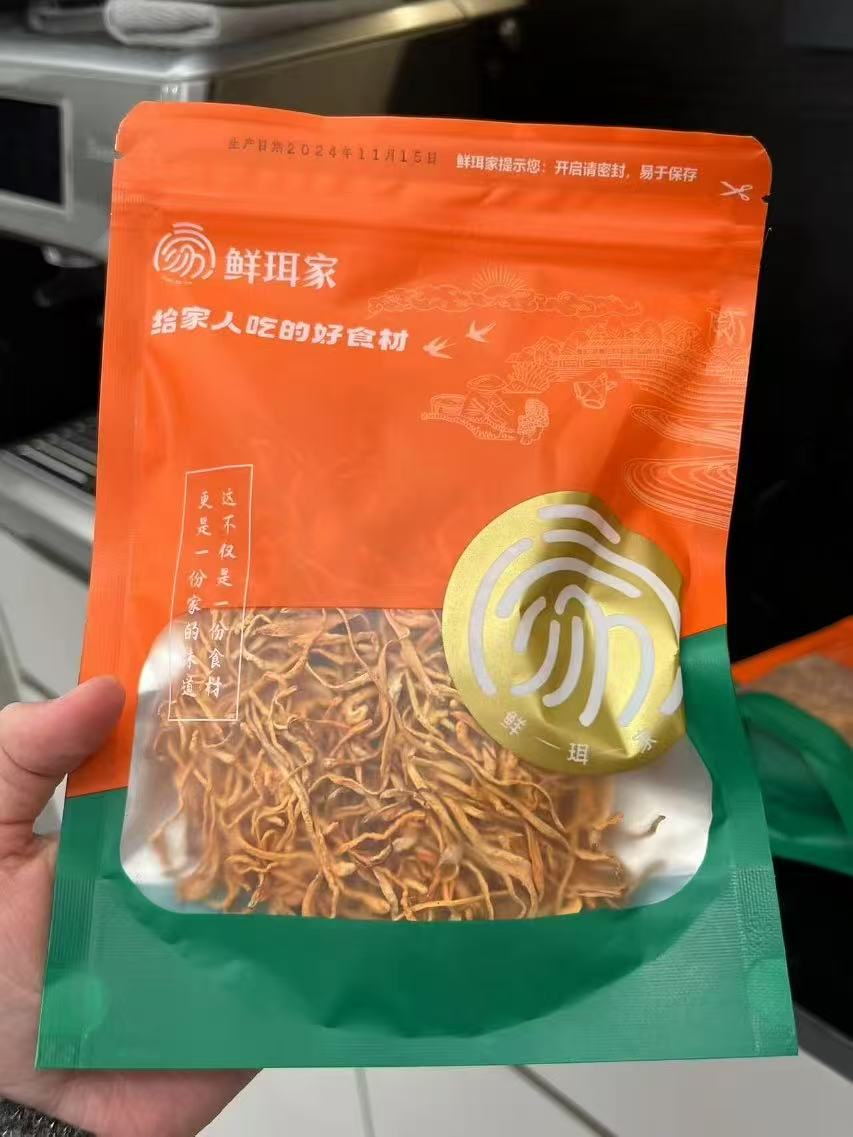 生产日期2024年11月15日
鲜珥家提示您：开启请密封，易于保存
鲜珥家
给家人吃的好食材
这不仅是一份食材
更是一份家的味道
鲜珥家